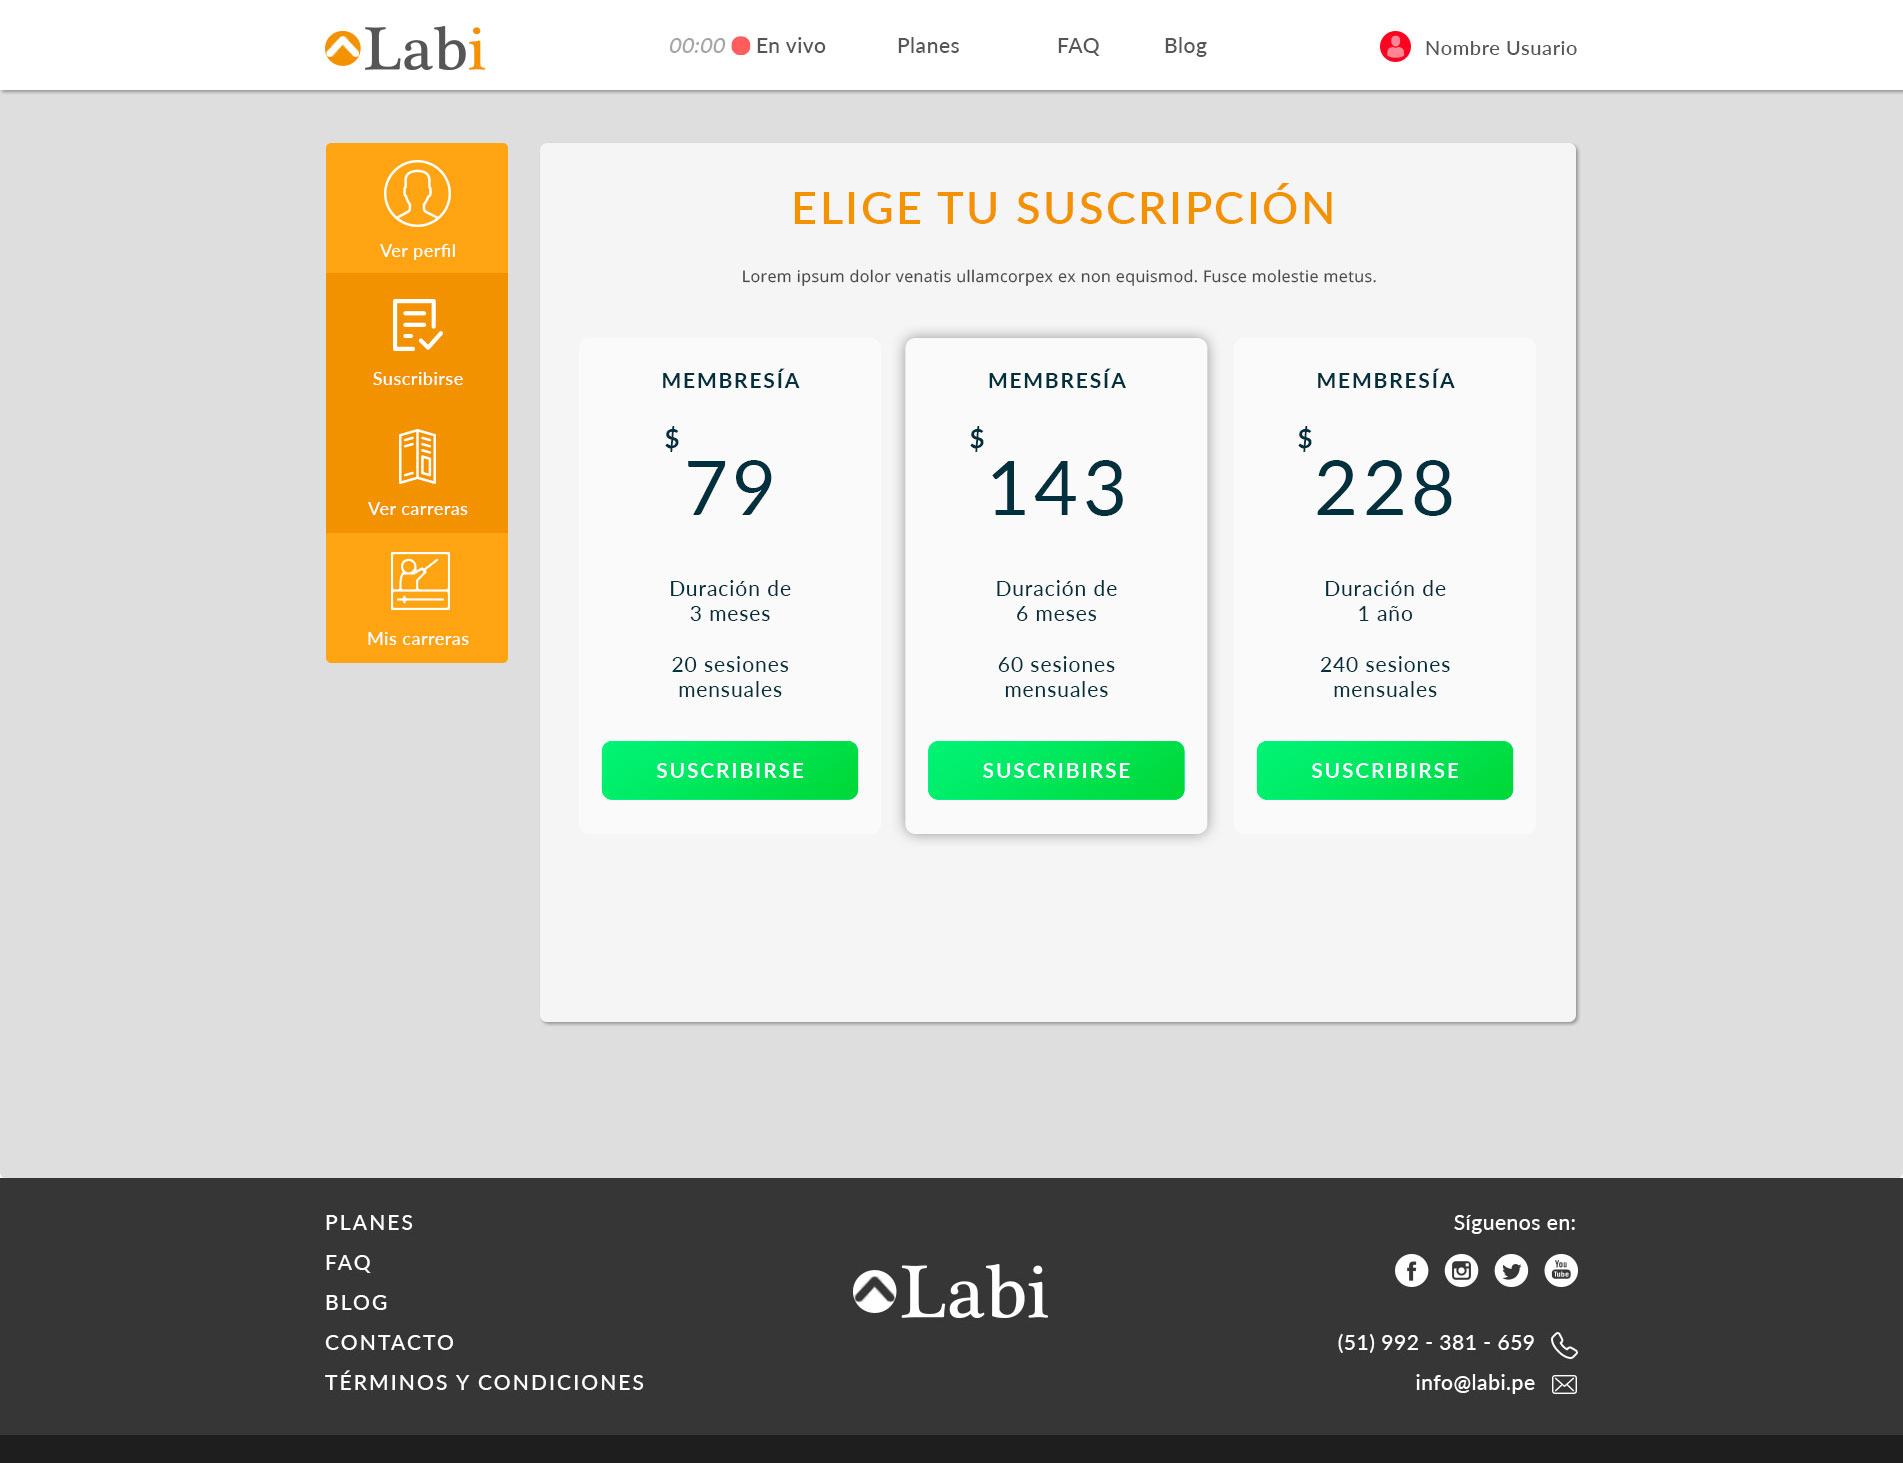 Labi
00:00 En vivo
Planes
FAQ
Blog
Nombre Usuario
Ver perfil
Suscribirse
Ver carreras
Mis carreras
ELIGE TU SUSCRIPCIÓN
Lorem ipsum dolor venatis ullamcorpex ex non equismod. Fusce molestie metus.
MEMBRESÍA
$
79
Duración de
3 meses
20 sesiones
mensuales
SUSCRIBIRSE
MEMBRESÍA
$
143
Duración de
6 meses
60 sesiones
mensuales
SUSCRIBIRSE
MEMBRESÍA
$
228
Duración de
1 año
240 sesiones
mensuales
SUSCRIBIRSE
PLANES
FAQ
BLOG
CONTACTO
TÉRMINOS Y CONDICIONES
Labi
Síguenos en:
You
Tube
(51) 992 - 381 - 659
info@labi.pe